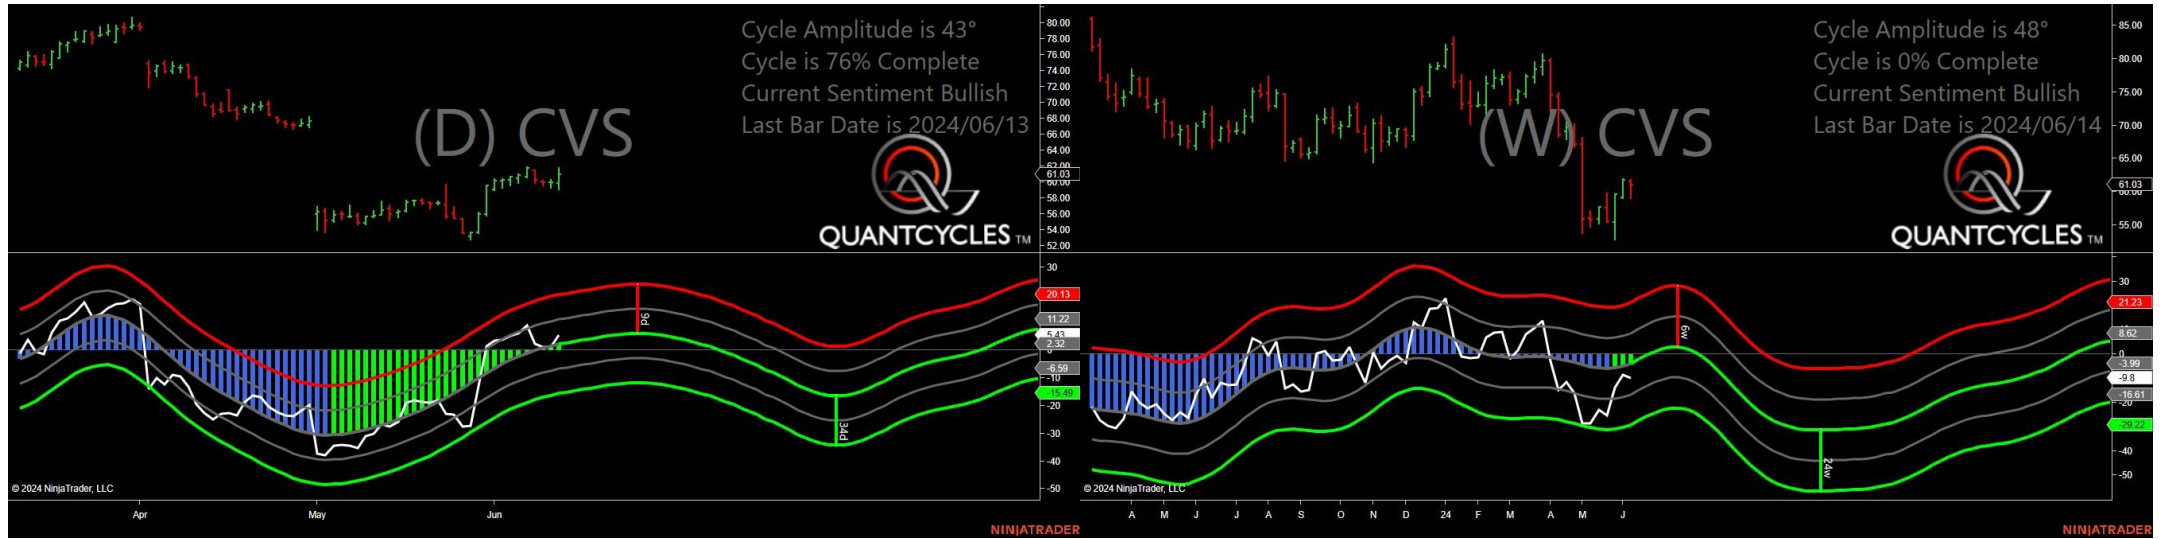 Cycle Amplitude is 43°
Cycle is 76% Complete
Current Sentiment Bullish
Last Bar Date is 2024/06/13
(D) CVS
QUANTCYCLES TM
80.00
78.00
76.00
74.00
72.00
70.00
68.00
66.00
64.00
62.00
61.03
60.00
58.00
56.00
54.00
52.00
30
20.13
11.22
5.43
2.32
0
-6.59
-10
-15.49
-20
-30
-40
-50
9d
34d
© 2024 NinjaTrader, LLC
Apr May Jun
NINJATRADER
Cycle Amplitude is 48°
Cycle is 0% Complete
Current Sentiment Bullish
Last Bar Date is 2024/06/14
(W) CVS
QUANTCYCLES TM
85.00
80.00
75.00
70.00
65.00
61.03
60.00
55.00
30
21.23
8.62
0
-3.99
-9.8
-16.61
-20
-29.22
-40
-50
6w
24w
© 2024 NinjaTrader, LLC
A M J J A S O N D 24 F M A M J
NINJATRADER